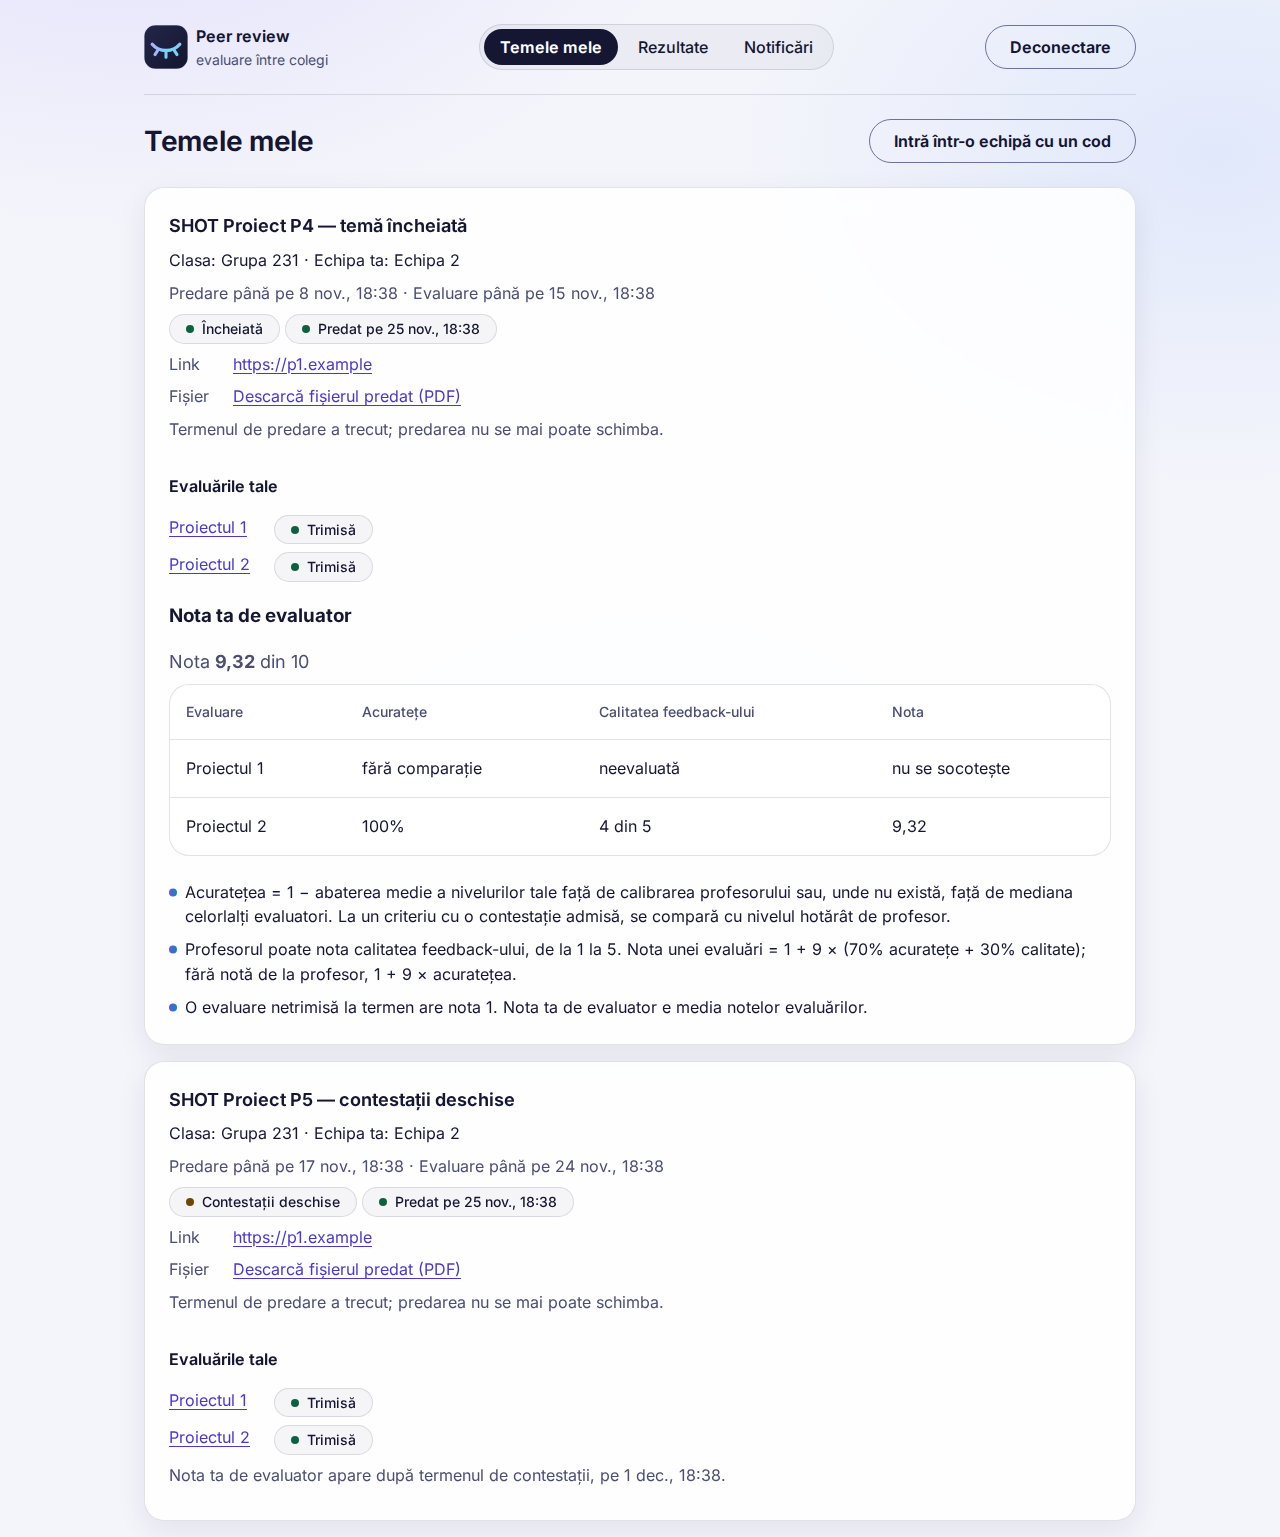 Peer review
evaluare între colegi
Temele mele
Rezultate
Notificări
Deconectare
Temele mele
Intră într-o echipă cu un cod
SHOT Proiect P4 — temă încheiată
Clasa: Grupa 231 · Echipa ta: Echipa 2
Predare până pe 8 nov., 18:38 · Evaluare până pe 15 nov., 18:38
Încheiată
Predat pe 25 nov., 18:38
Link https://p1.example
Fișier Descarcă fișierul predat (PDF)
Termenul de predare a trecut; predarea nu se mai poate schimba.
Evaluările tale
Proiectul 1 Trimisă
Proiectul 2 Trimisă
Nota ta de evaluator
Nota 9,32 din 10
Evaluare Acuratețe Calitatea feedback-ului Nota
Proiectul 1 fără comparație neevaluată nu se socotește
Proiectul 2 100% 4 din 5 9,32
Acuratețea = 1 − abaterea medie a nivelurilor tale față de calibrarea profesorului sau, unde nu există, față de mediana
celorlalți evaluatori. La un criteriu cu o contestație admisă, se compară cu nivelul hotărât de profesor.
Profesorul poate nota calitatea feedback-ului, de la 1 la 5. Nota unei evaluări = 1 + 9 × (70% acuratețe + 30% calitate);
fără notă de la profesor, 1 + 9 × acuratețea.
O evaluare netrimisă la termen are nota 1. Nota ta de evaluator e media notelor evaluărilor.
SHOT Proiect P5 — contestații deschise
Clasa: Grupa 231 · Echipa ta: Echipa 2
Predare până pe 17 nov., 18:38 · Evaluare până pe 24 nov., 18:38
Contestații deschise
Predat pe 25 nov., 18:38
Link https://p1.example
Fișier Descarcă fișierul predat (PDF)
Termenul de predare a trecut; predarea nu se mai poate schimba.
Evaluările tale
Proiectul 1 Trimisă
Proiectul 2 Trimisă
Nota ta de evaluator apare după termenul de contestații, pe 1 dec., 18:38.